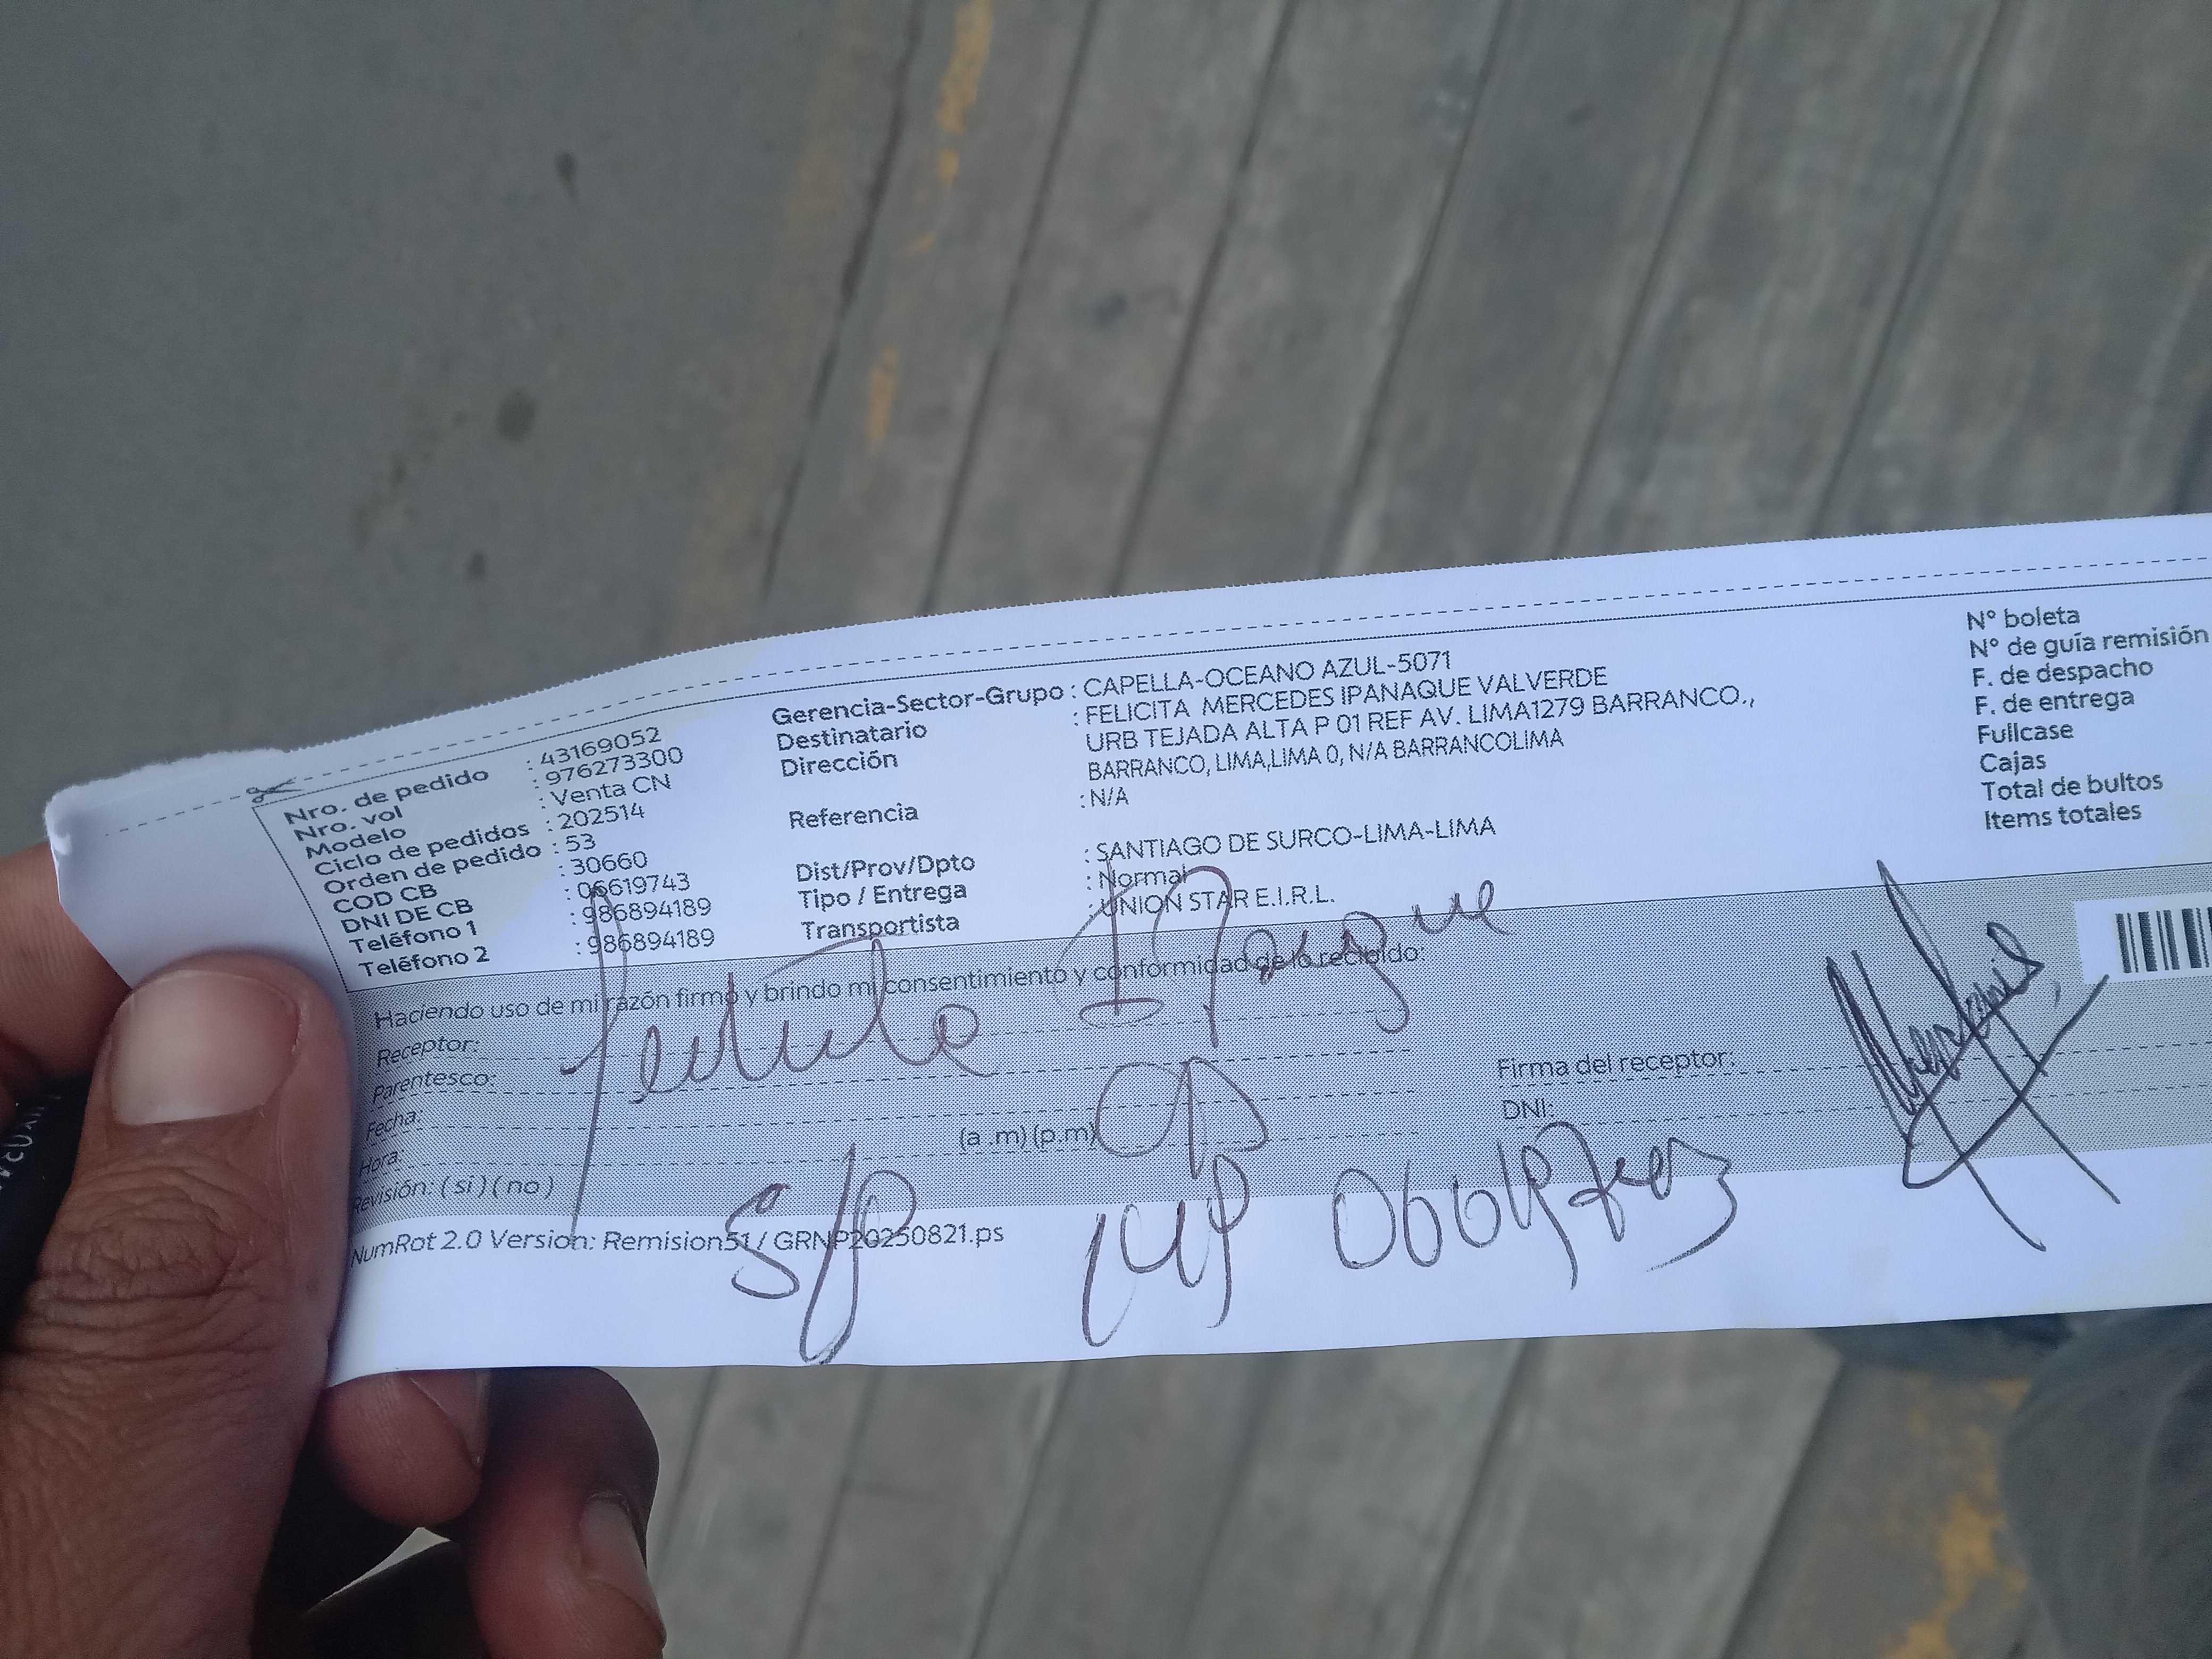 Nro. de pedido : 43169052
Nro. vol : 976273300
Modelo : Venta CN
Ciclo de pedidos : 202514
Orden de pedido : 53
COD CB : 30660
DNI DE CB : 06619743
Teléfono 1 : 986894189
Teléfono 2 : 986894189
Gerencia-Sector-Grupo : CAPELLA-OCEANO AZUL-5071
Destinatario : FELICITA MERCEDES IPANAQUE VALVERDE
Dirección : URB TEJADA ALTA P 01 REF AV. LIMA1279 BARRANCO.,
BARRANCO, LIMA,LIMA 0, N/A BARRANCOLIMA
Referencia : N/A
Dist/Prov/Dpto : SANTIAGO DE SURCO-LIMA-LIMA
Tipo / Entrega : Normal
Transportista : UNION STAR E.I.R.L.
N° boleta
N° de guía remisión
F. de despacho
F. de entrega
Fullcase
Cajas
Total de bultos
Items totales
Haciendo uso de mi razón firmo y brindo mi consentimiento y conformidad de lo recibido:
Receptor:
Parentesco:
Fecha:
Hora: (a .m) (p.m)
Revisión: ( si ) ( no )
Firma del receptor:
DNI:
NumRot 2.0 Version: Remision51 / GRNP20250821.ps